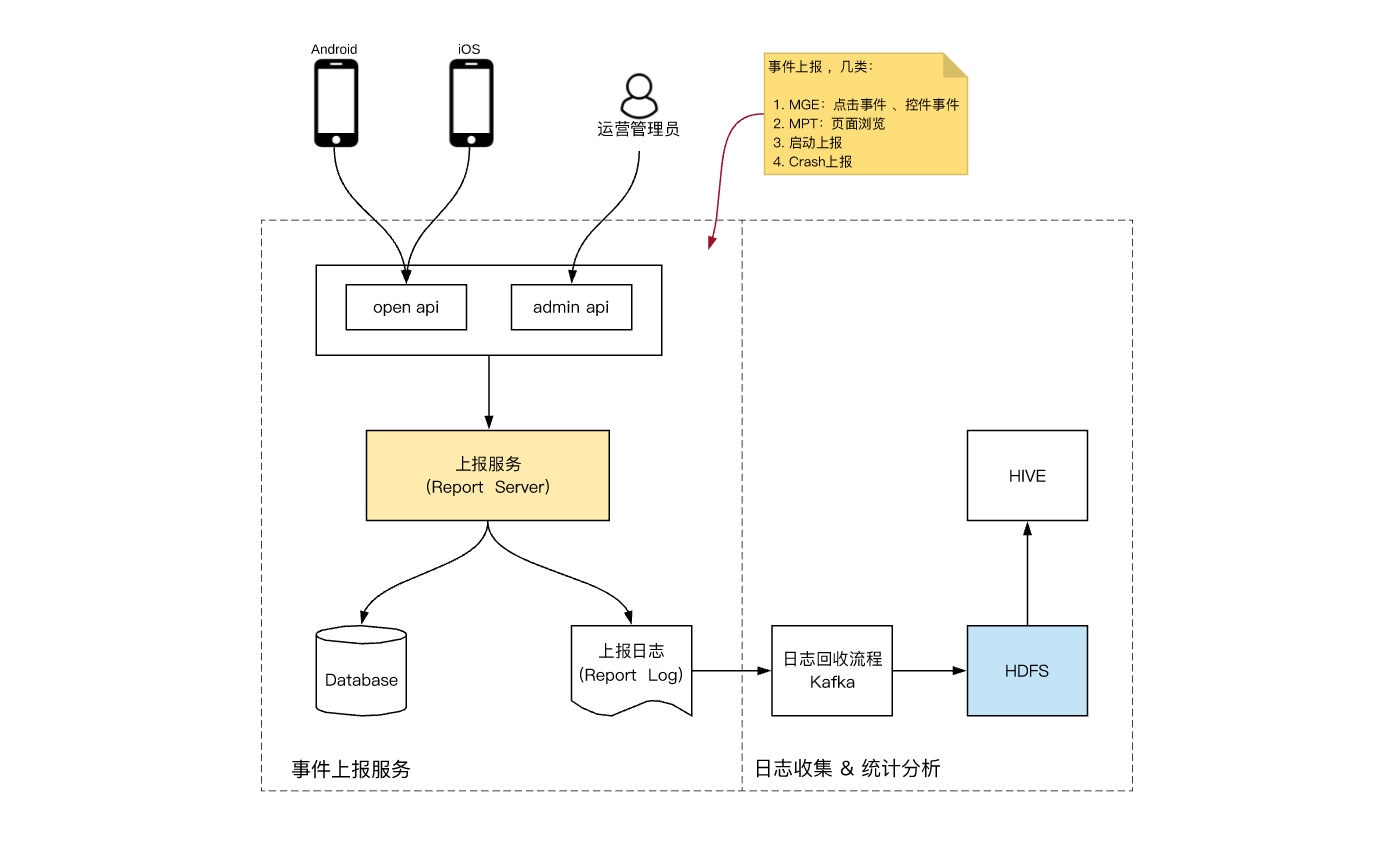 Android
iOS
运营管理员
事件上报 ，几类：
1. MGE：点击事件 、控件事件
2. MPT：页面浏览
3. 启动上报
4. Crash上报
open api
admin api
上报服务
（Report Server）
HIVE
Database
上报日志
（Report Log）
日志回收流程
Kafka
HDFS
事件上报服务
日志收集 & 统计分析